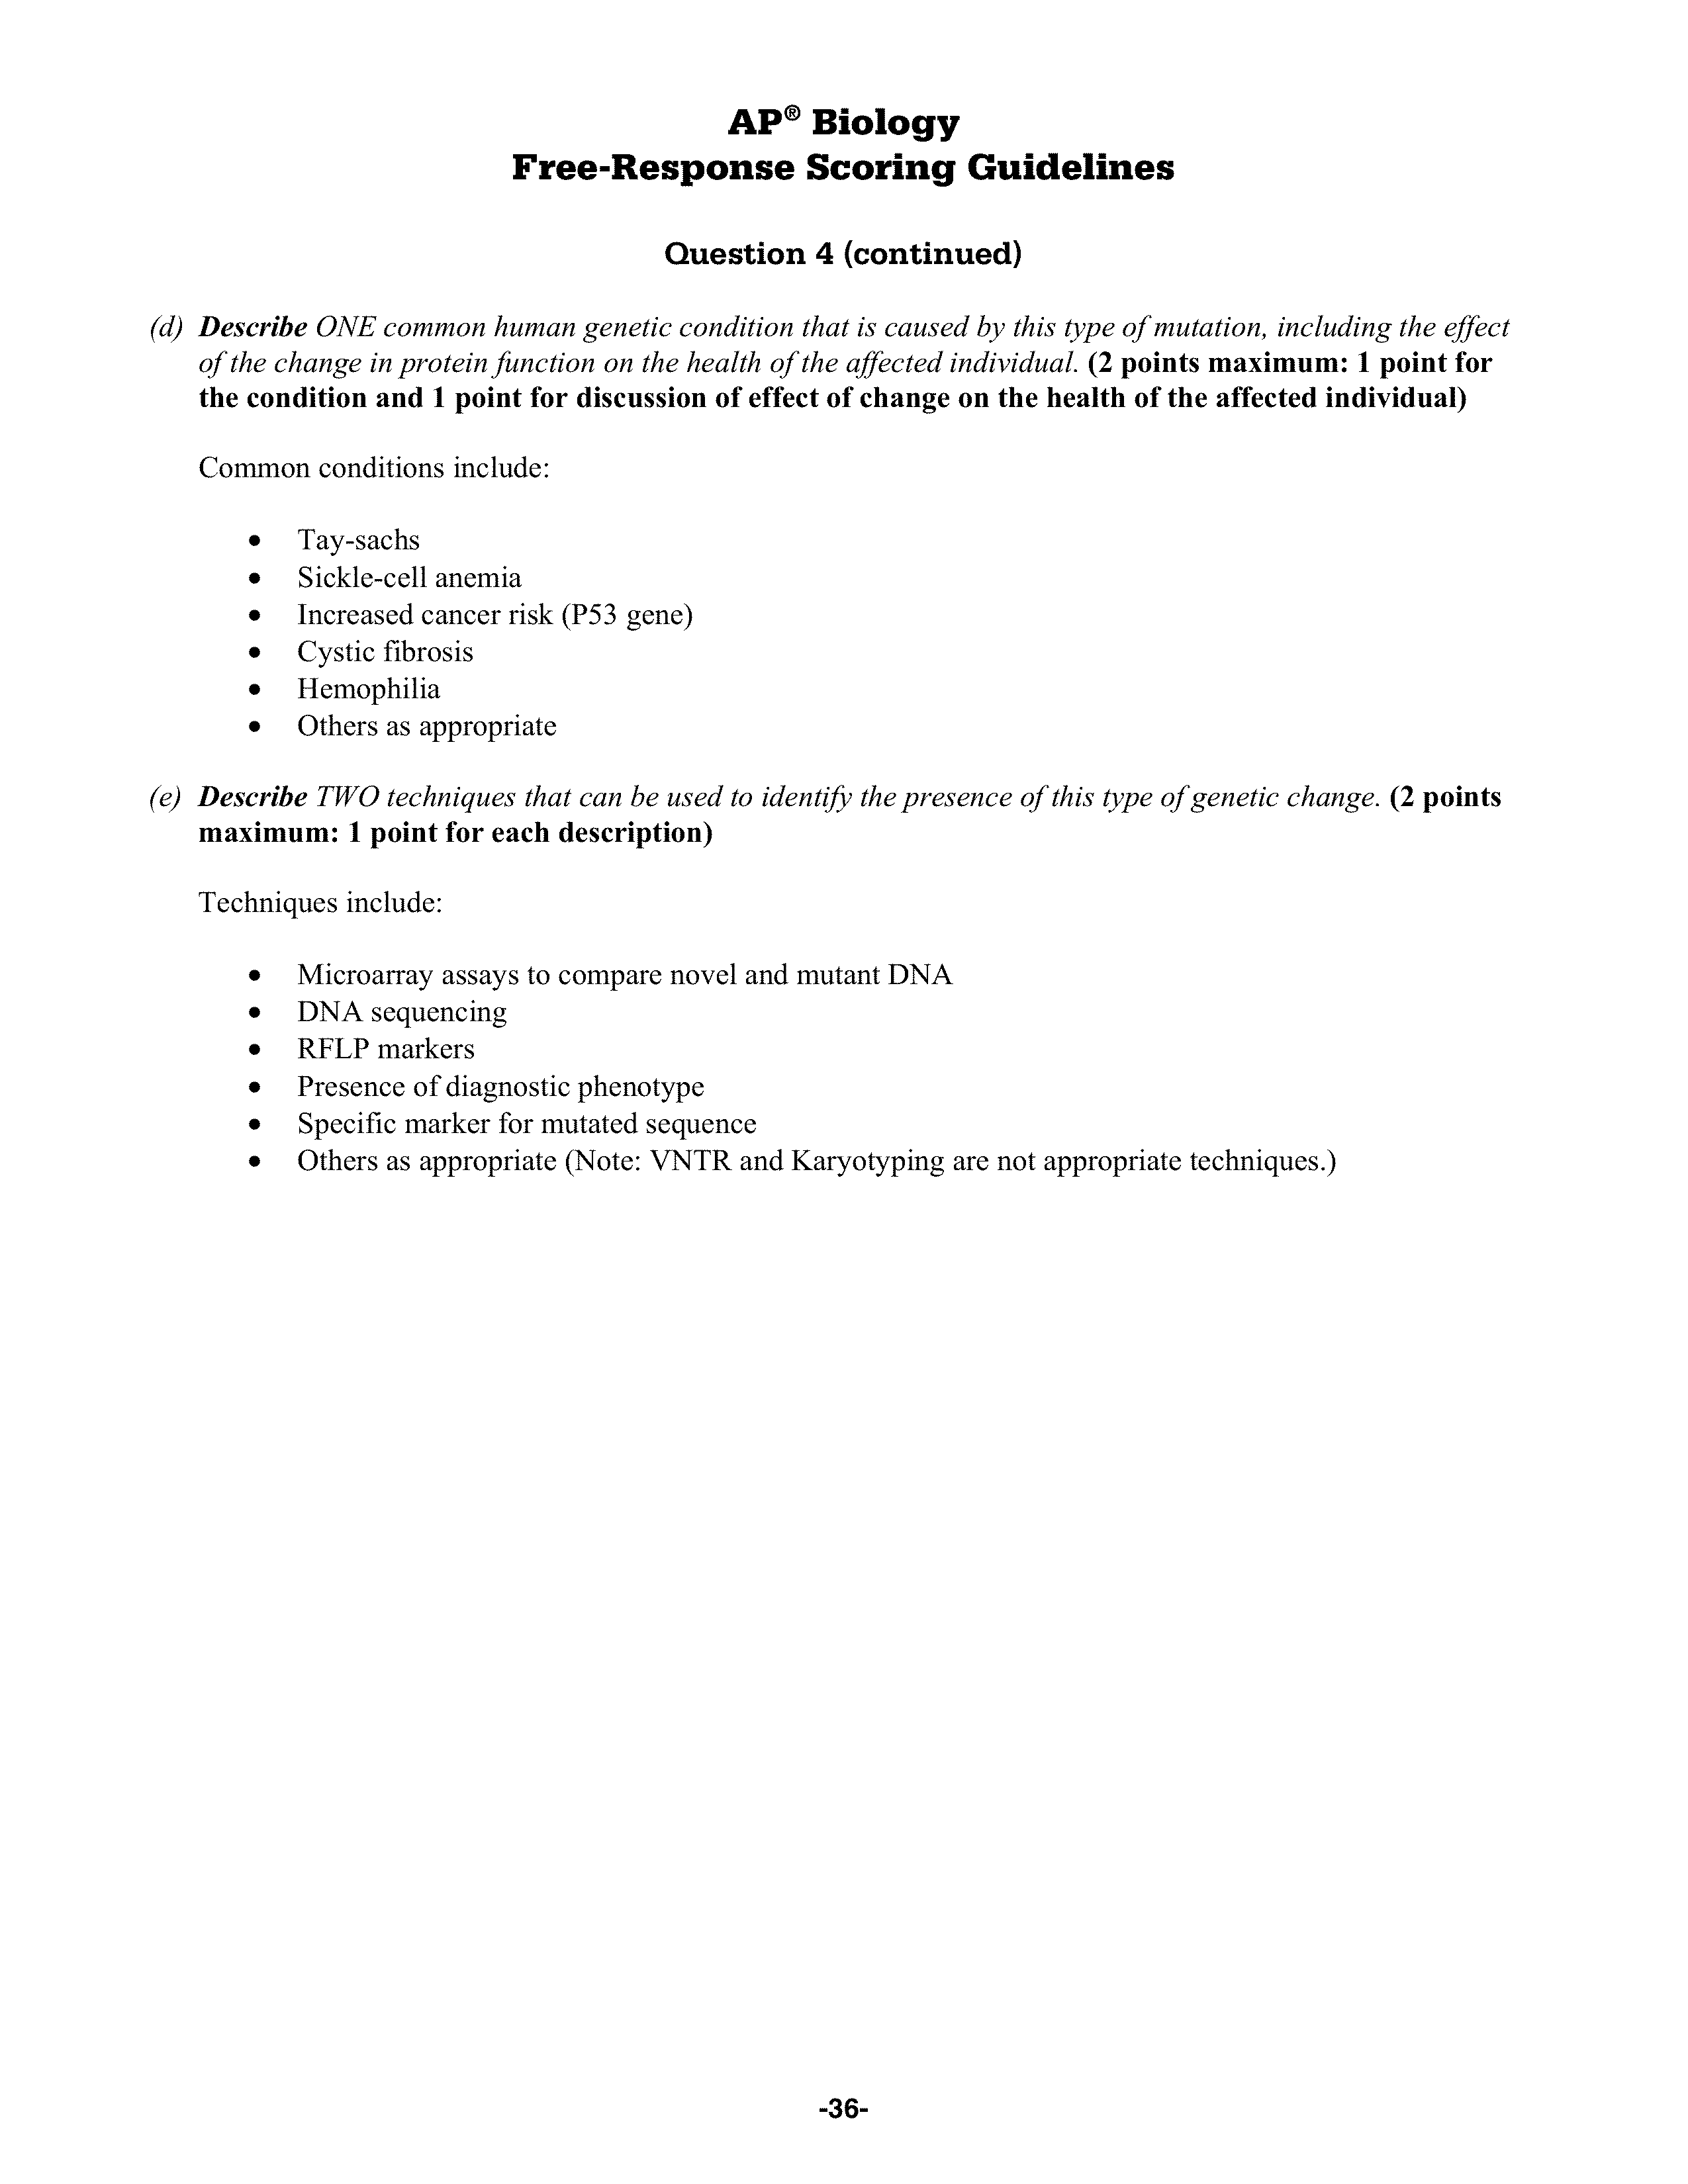 AP® Biology
Free-Response Scoring Guidelines
Question 4 (continued)
(d) Describe ONE common human genetic condition that is caused by this type of mutation, including the effect
of the change in protein function on the health of the affected individual. (2 points maximum: 1 point for
the condition and 1 point for discussion of effect of change on the health of the affected individual)
Common conditions include:
• Tay-sachs
• Sickle-cell anemia
• Increased cancer risk (P53 gene)
• Cystic fibrosis
• Hemophilia
• Others as appropriate
(e) Describe TWO techniques that can be used to identify the presence of this type of genetic change. (2 points
maximum: 1 point for each description)
Techniques include:
• Microarray assays to compare novel and mutant DNA
• DNA sequencing
• RFLP markers
• Presence of diagnostic phenotype
• Specific marker for mutated sequence
• Others as appropriate (Note: VNTR and Karyotyping are not appropriate techniques.)
-36-